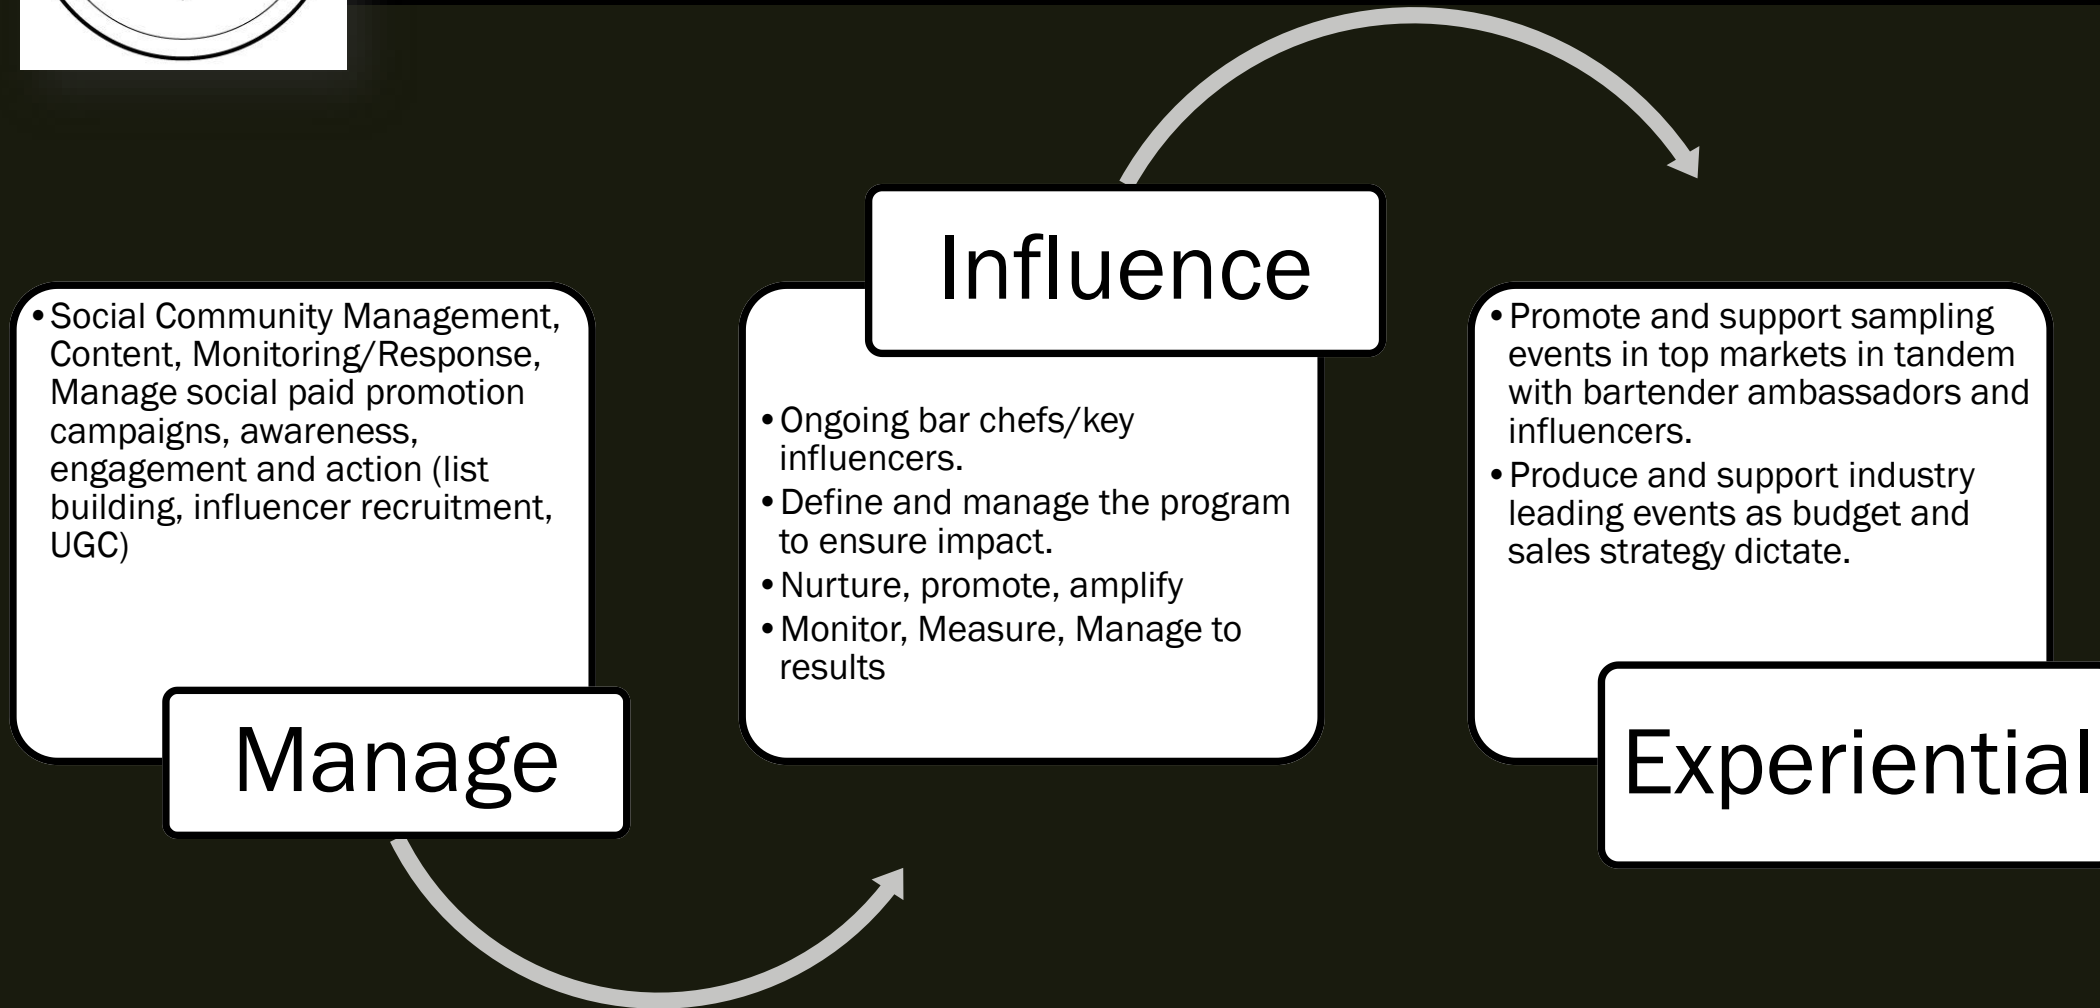 •Social Community Management,
Content, Monitoring/Response,
Manage social paid promotion
campaigns, awareness,
engagement and action (list
building, influencer recruitment,
UGC)
Manage
Influence
•Ongoing bar chefs/key
influencers.
•Define and manage the program
to ensure impact.
•Nurture, promote, amplify
•Monitor, Measure, Manage to
results
•Promote and support sampling
events in top markets in tandem
with bartender ambassadors and
influencers.
•Produce and support industry
leading events as budget and
sales strategy dictate.
Experiential